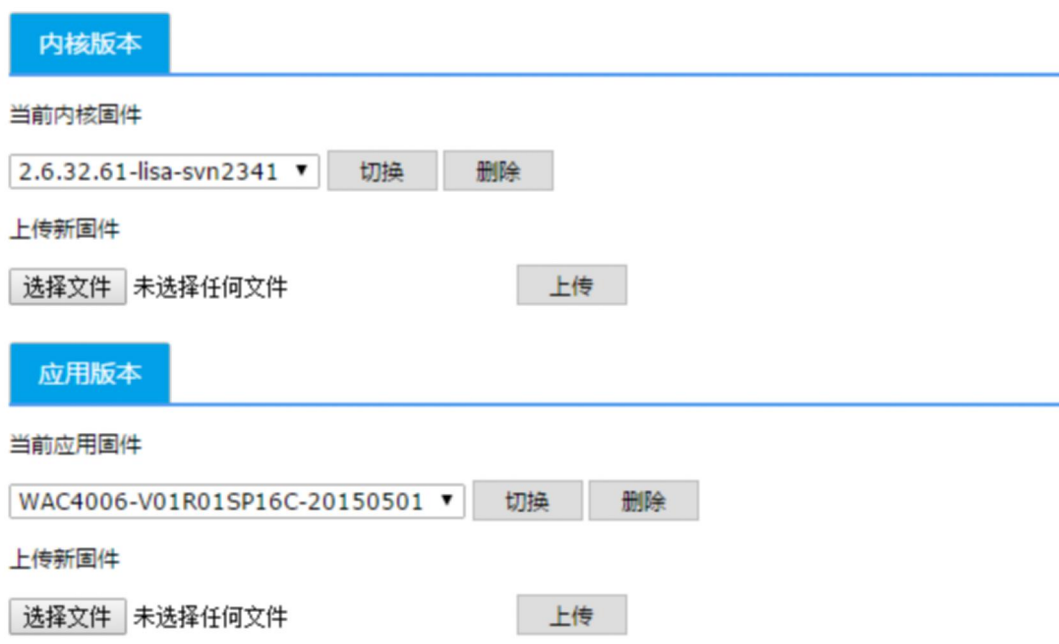 内核版本
当前内核固件
2.6.32.61-lisa-svn2341 切换 删除
上传新固件
选择文件 未选择任何文件 上传
应用版本
当前应用固件
WAC4006-V01R01SP16C-20150501 切换 删除
上传新固件
选择文件 未选择任何文件 上传